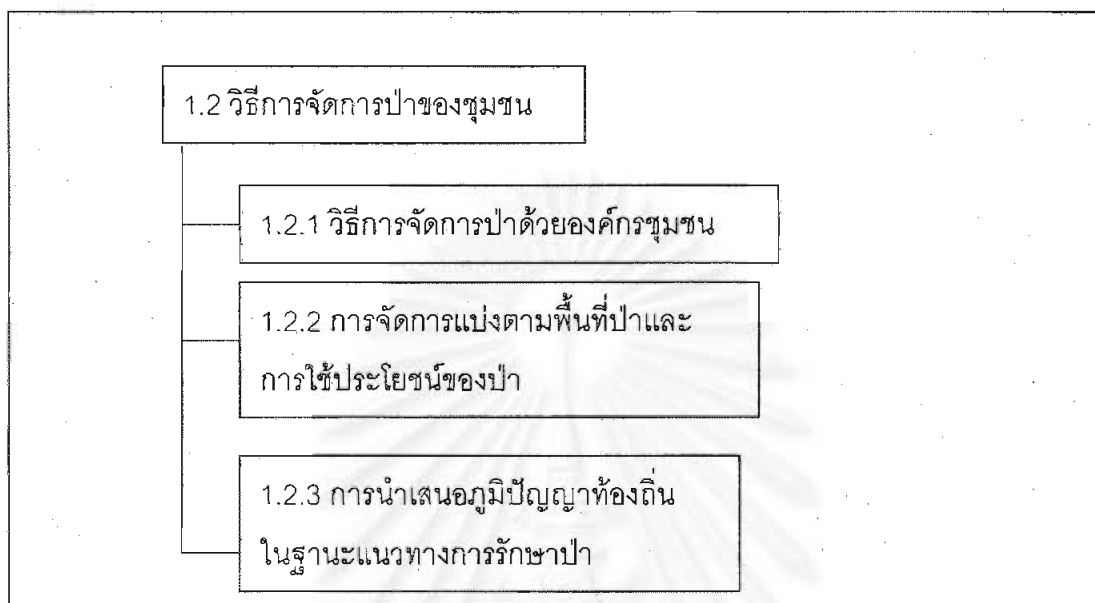 1.2 วิธีการจัดการป่าของชุมชน
1.2.1 วิธีการจัดการป่าด้วยองค์กรชุมชน
1.2.2 การจัดการแบ่งตามพื้นที่ป่าและ
การใช้ประโยชน์ของป่า
1.2.3 การนำเสนอภูมิปัญญาท้องถิ่น
ในฐานะแนวทางการรักษาป่า